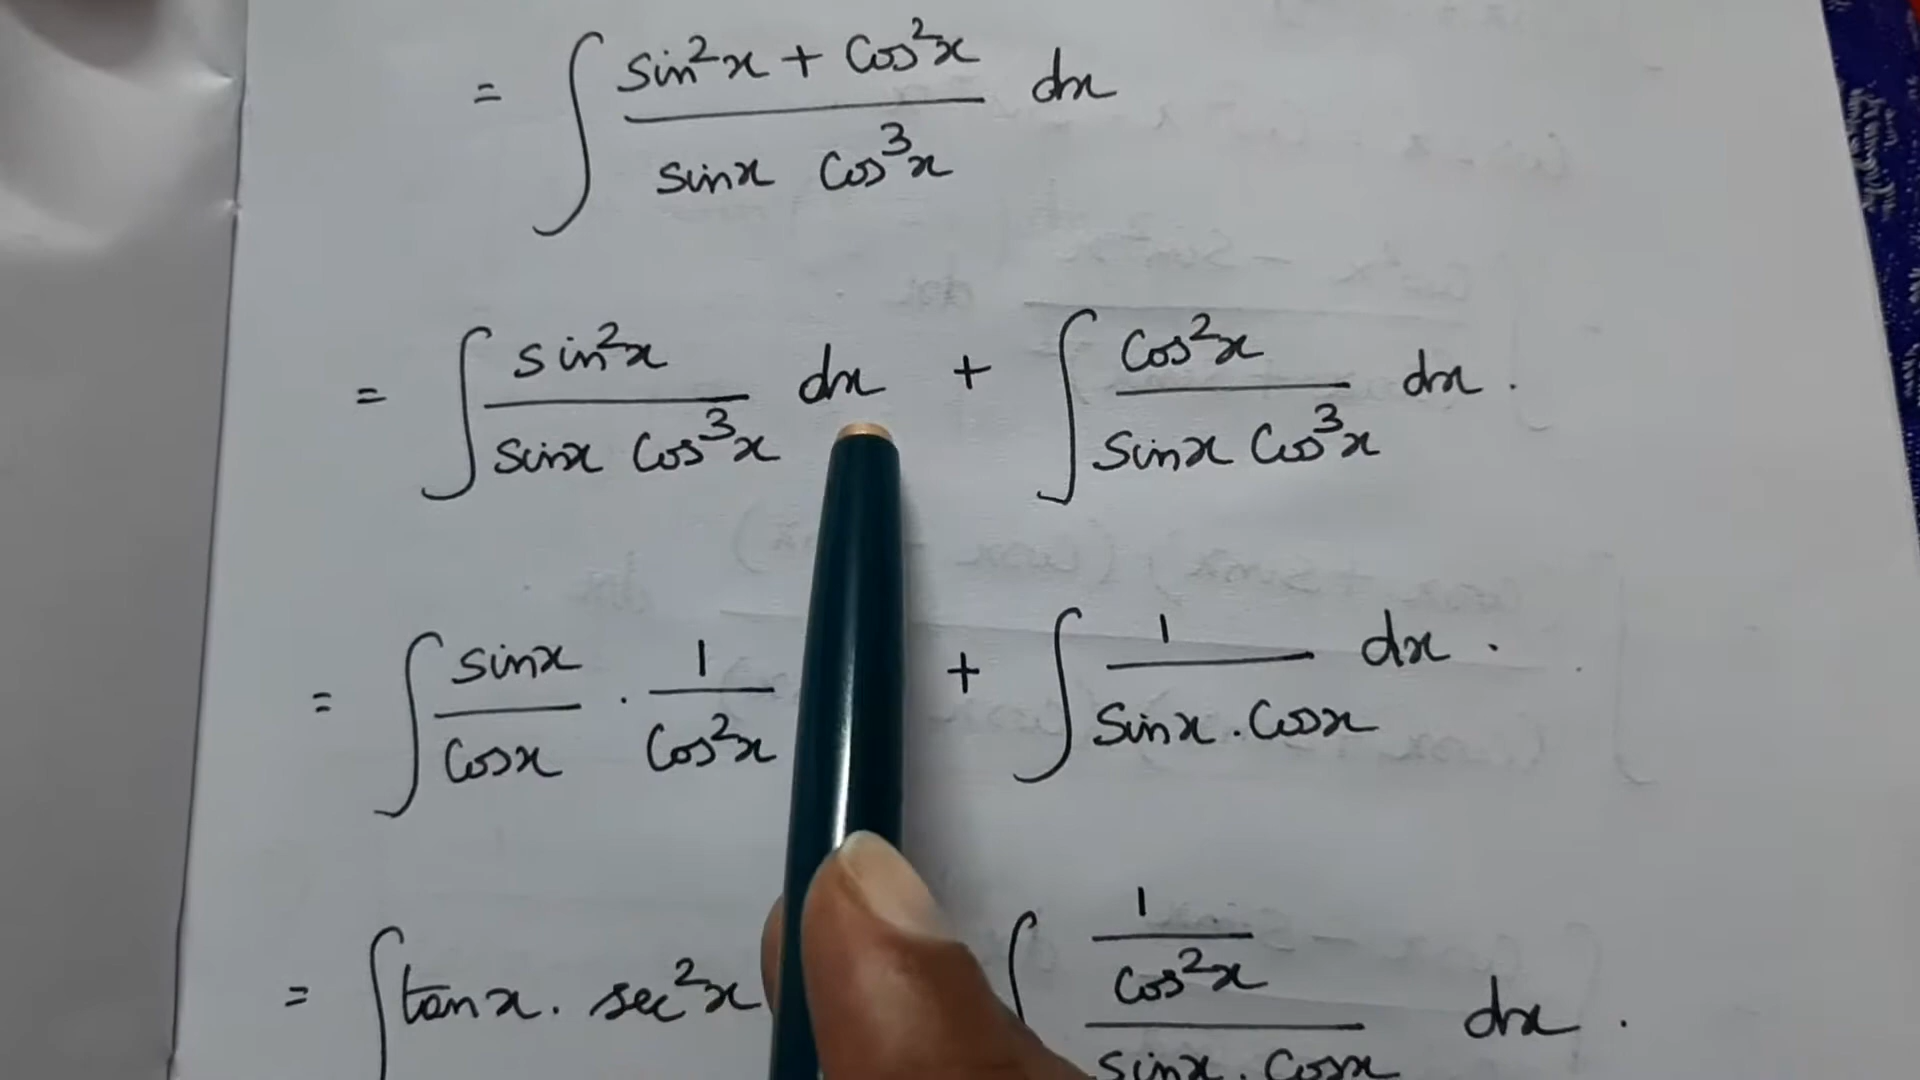 = ∫ sin²x + cos²x / sinx cos³x dx
= ∫ sin²x / sinx cos³x dx + ∫ cos²x / sinx cos³x dx .
= ∫ sinx / cosx . 1 / cos²x + ∫ 1 / sinx . cosx dx .
= ∫ tanx . sec²x ∫ 1 / cos²x / sinx . cosx dx .